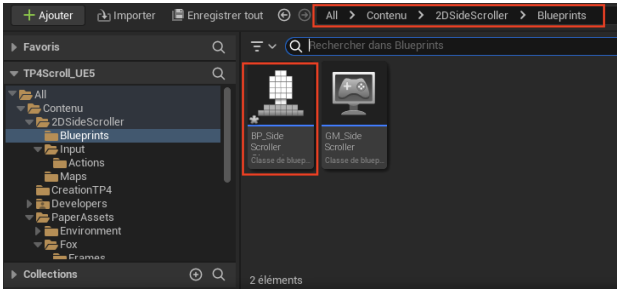 + Ajouter Importer Enregistrer tout All > Contenu > 2DSideScroller > Blueprints
Favoris
TP4Scroll_UE5
All
Contenu
2DSideScroller
Blueprints
Input
Actions
Maps
CreationTP4
Developers
PaperAssets
Environment
Fox
Frames
Collections
Rechercher dans Blueprints
BP_Side
Scroller
Classe de bluep...
GM_Side
Scroller
Classe de bluep...
2 éléments